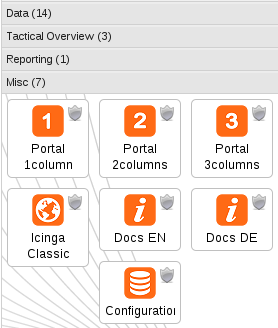 Data (14)
Tactical Overview (3)
Reporting (1)
Misc (7)
1
2
3
Portal
1column
Portal
2columns
Portal
3columns
i
i
Icinga
Classic
Docs EN
Docs DE
Configuration